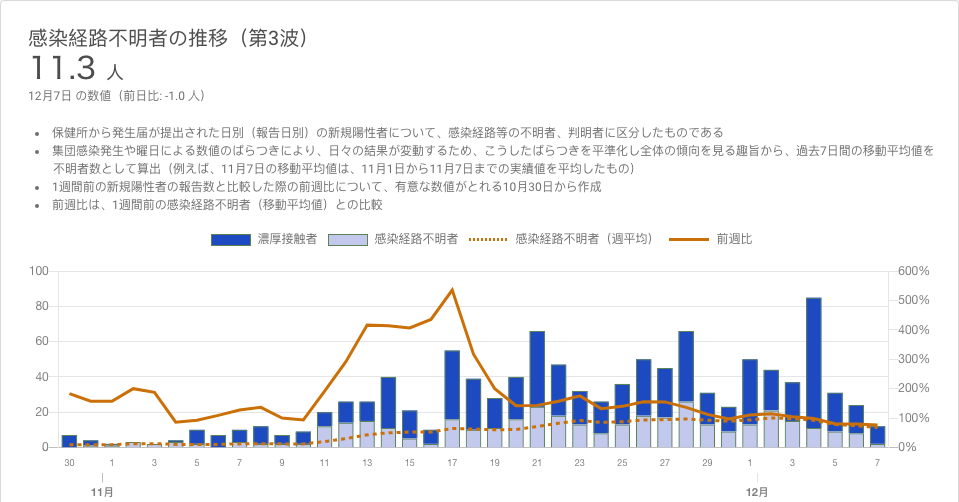 感染経路不明者の推移（第3波）
11.3 人
12月7日 の数値（前日比: -1.0 人）
• 保健所から発生届が提出された日別（報告日別）の新規陽性者について、感染経路等の不明者、判明者に区分したものである
• 集団感染発生や曜日による数値のばらつきにより、日々の結果が変動するため、こうしたばらつきを平準化し全体の傾向を見る趣旨から、過去7日間の移動平均値を
不明者数として算出（例えば、11月7日の移動平均値は、11月1日から11月7日までの実績値を平均したもの）
• 1週間前の新規陽性者の報告数と比較した際の前週比について、有意な数値がとれる10月30日から作成
• 前週比は、1週間前の感染経路不明者（移動平均値）との比較
濃厚接触者 感染経路不明者 感染経路不明者（週平均） 前週比
100 600%
500%
80
400%
60
300%
40
200%
20
100%
0 0%
30 1 3 5 7 9 11 13 15 17 19 21 23 25 27 29 1 3 5 7
11月 12月